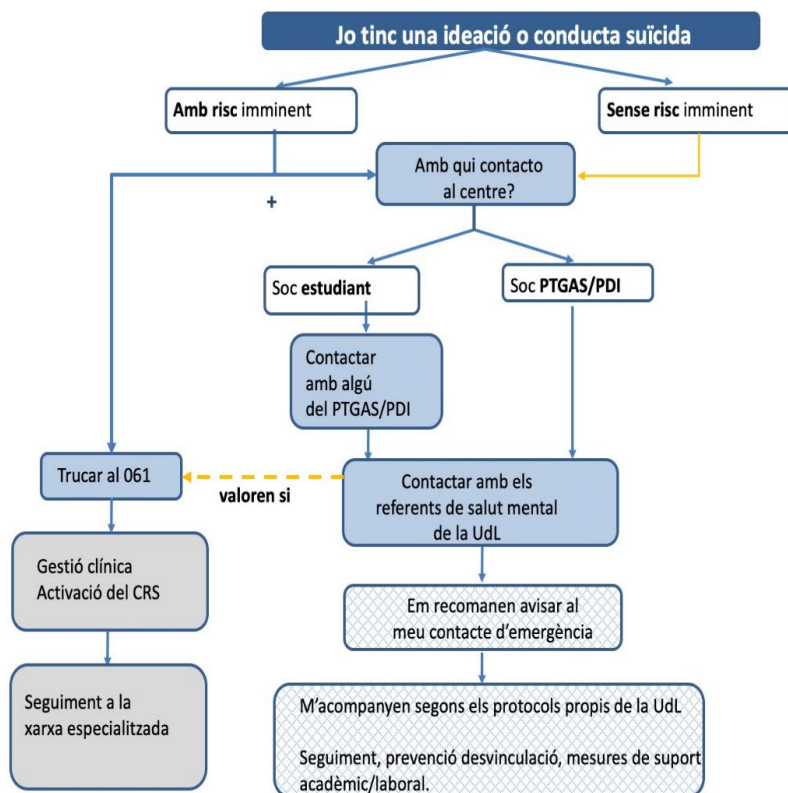 Jo tinc una ideació o conducta suïcida
Amb risc imminent
Sense risc imminent
Amb qui contacto
al centre?
+
Soc estudiant
Soc PTGAS/PDI
Contactar
amb algú
del PTGAS/PDI
Trucar al 061
valoren si
Contactar amb els
referents de salut mental
de la UdL
Gestió clínica
Activació del CRS
Em recomanen avisar al
meu contacte d’emergència
Seguiment a la
xarxa especialitzada
M’acompanyen segons els protocols propis de la UdL
Seguiment, prevenció desvinculació, mesures de suport
acadèmic/laboral.